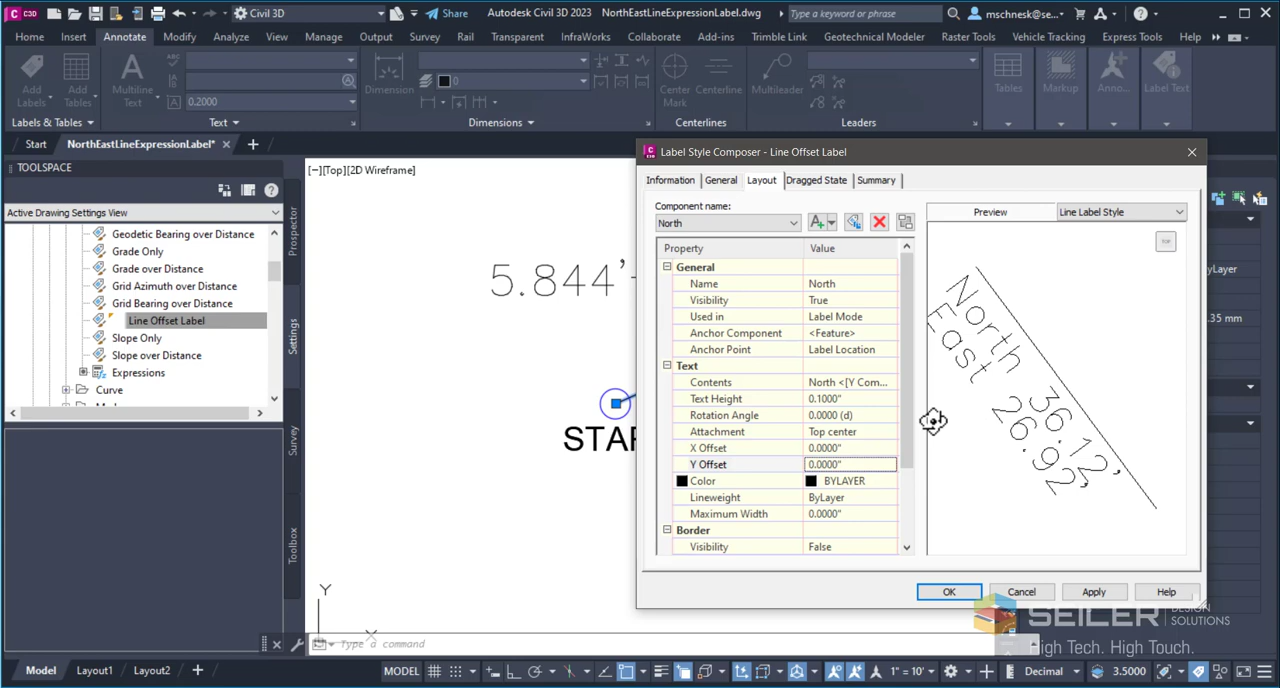 C3D
Civil 3D
Share
Autodesk Civil 3D 2023 NorthEastLineExpressionLabel.dwg
Type a keyword or phrase
mschnesk@se...
Home Insert Annotate Modify Analyze View Manage Output Survey Rail Transparent InfraWorks Collaborate Add-ins Trimble Link Geotechnical Modeler Raster Tools Vehicle Tracking Express Tools Help
Add Labels
Add Tables
Multiline Text
0.2000
Dimension
0
Center Mark
Centerline
Multileader
Tables
Markup
Anno...
Label Text
Labels & Tables
Text
Dimensions
Centerlines
Leaders
Start
NorthEastLineExpressionLabel*
TOOLSPACE
Active Drawing Settings View
Geodetic Bearing over Distance
Grade Only
Grade over Distance
Grid Azimuth over Distance
Grid Bearing over Distance
Line Offset Label
Slope Only
Slope over Distance
Expressions
Curve
Prospector
Settings
Survey
Toolbox
[−][Top][2D Wireframe]
5.844'
STAR
Y
X
Type a command
Label Style Composer - Line Offset Label
Information General Layout Dragged State Summary
Component name:
North
Preview
Line Label Style
TOP
Property Value
General
Name North
Visibility True
Used in Label Mode
Anchor Component <Feature>
Anchor Point Label Location
Text
Contents North <[Y Com...
Text Height 0.1000"
Rotation Angle 0.0000 (d)
Attachment Top center
X Offset 0.0000"
Y Offset 0.0000"
Color BYLAYER
Lineweight ByLayer
Maximum Width 0.0000"
Border
Visibility False
North 36.12'
East 26.92'
OK Cancel Apply Help
yLayer
.35 mm
SEILER
DESIGN SOLUTIONS
High Tech. High Touch.
Model Layout1 Layout2
MODEL
1" = 10'
Decimal
3.5000